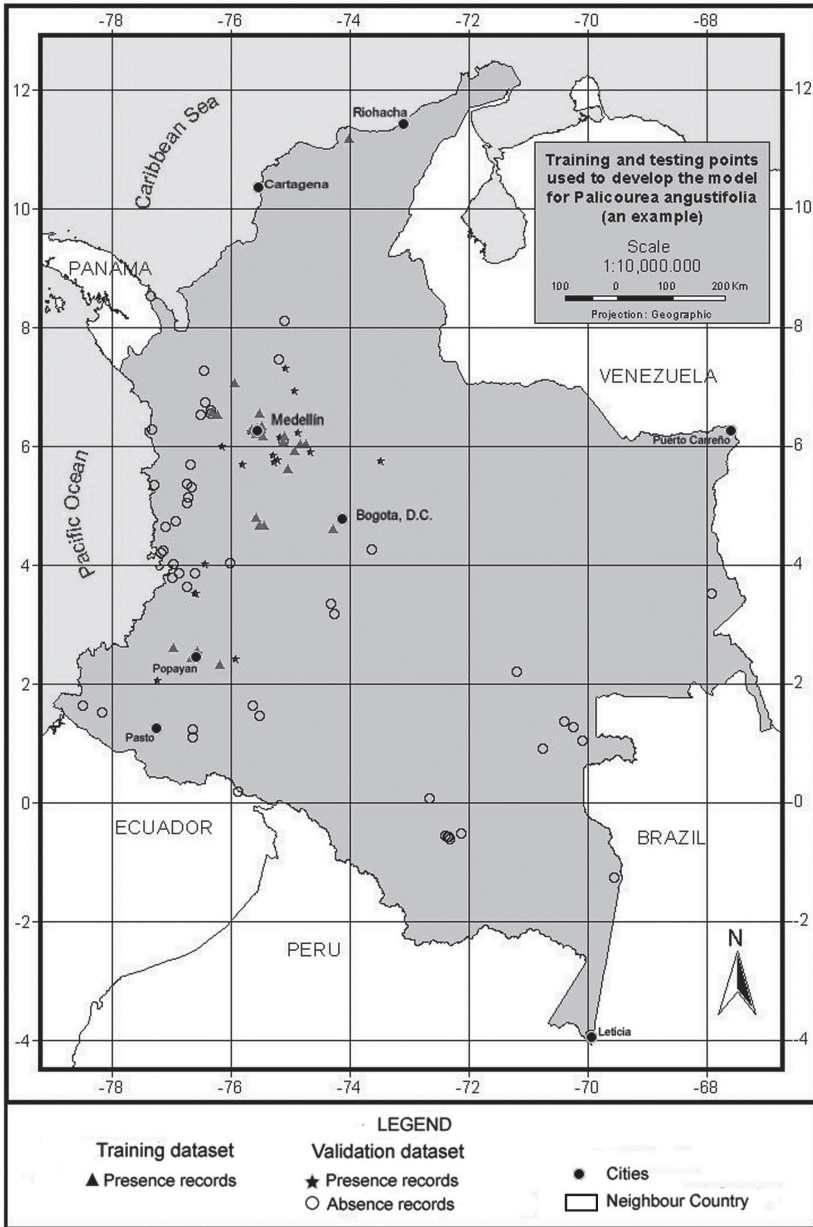 -78 -76 -74 -72 -70 -68
12 12
Riohacha
Caribbean Sea
Cartagena
Training and testing points
used to develop the model
for Palicourea angustifolia
(an example)
Scale
1:10,000.000
100 0 100 200 Km
Projection: Geographic
10 10
PANAMA
8 8
VENEZUELA
Medellín
Puerto Carreño
6 6
Pacific Ocean
Bogota, D.C.
4 4
Popayan
2 2
Pasto
0 0
ECUADOR
BRAZIL
-2 -2
PERU
N
-4 -4
Leticia
-78 -76 -74 -72 -70 -68
LEGEND
Training dataset
Presence records
Validation dataset
Presence records
Absence records
Cities
Neighbour Country